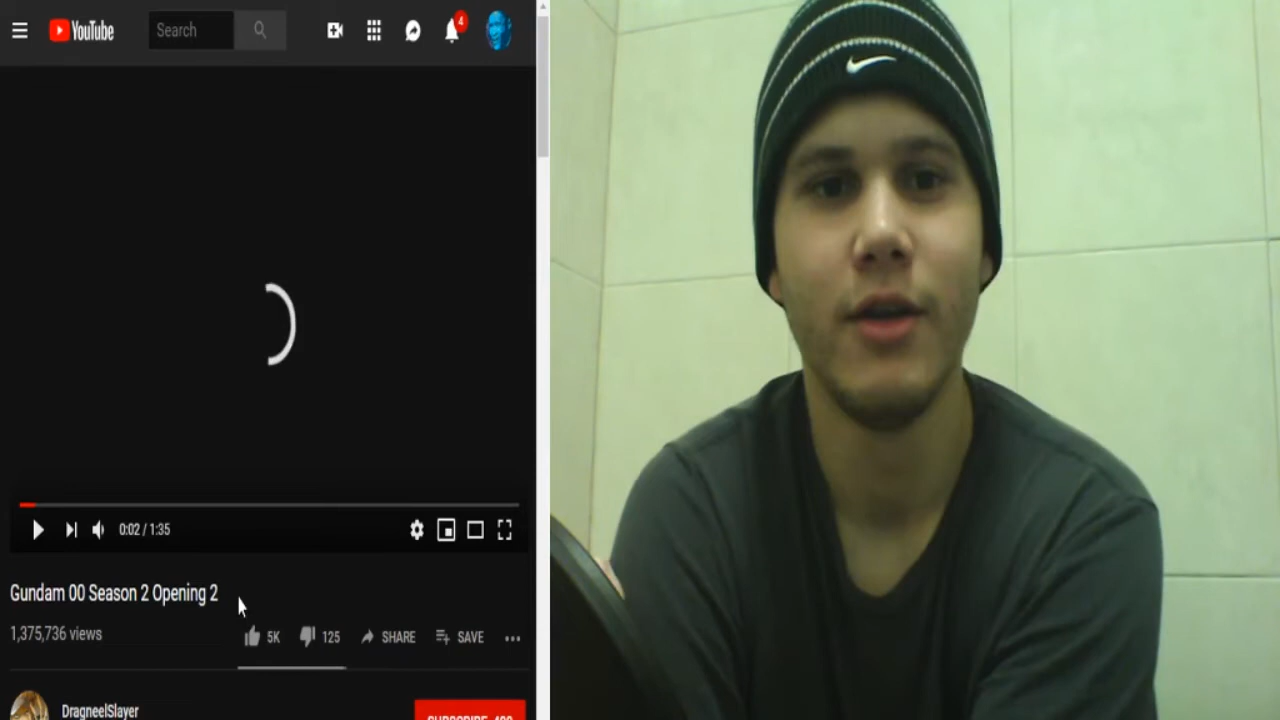 YouTube
Search
4
0:02 / 1:35
Gundam 00 Season 2 Opening 2
1,375,736 views
5K
125
SHARE
SAVE
DragneelSlayer
SUBSCRIBE